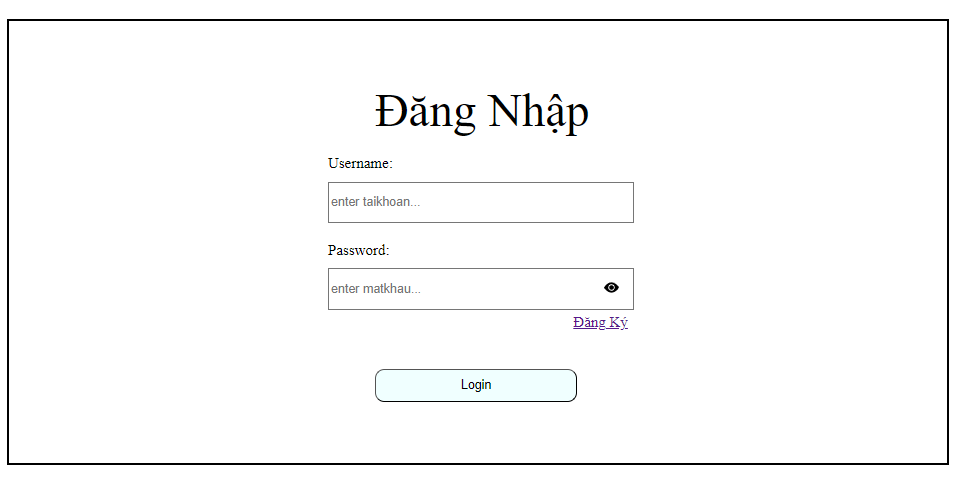 Đăng Nhập
Username:
enter taikhoan...
Password:
enter matkhau...
Đăng Ký
Login